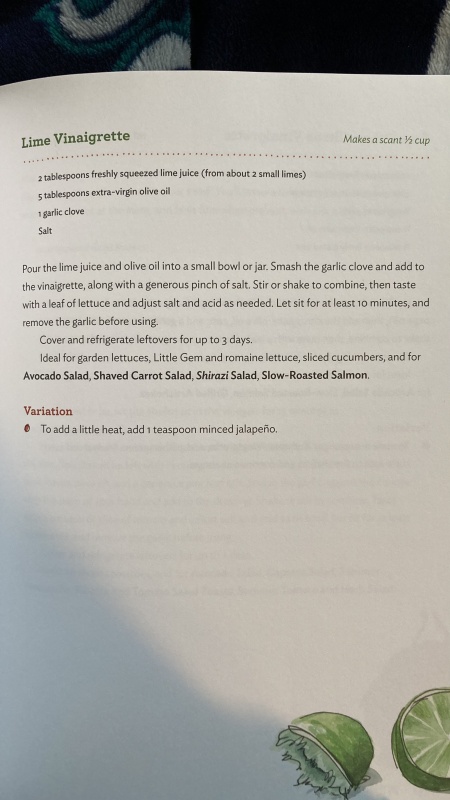 Lime Vinaigrette
Makes a scant ½ cup
2 tablespoons freshly squeezed lime juice (from about 2 small limes)
5 tablespoons extra-virgin olive oil
1 garlic clove
Salt
Pour the lime juice and olive oil into a small bowl or jar. Smash the garlic clove and add to
the vinaigrette, along with a generous pinch of salt. Stir or shake to combine, then taste
with a leaf of lettuce and adjust salt and acid as needed. Let sit for at least 10 minutes, and
remove the garlic before using.
Cover and refrigerate leftovers for up to 3 days.
Ideal for garden lettuces, Little Gem and romaine lettuce, sliced cucumbers, and for
Avocado Salad, Shaved Carrot Salad, Shirazi Salad, Slow-Roasted Salmon.
Variation
To add a little heat, add 1 teaspoon minced jalapeño.